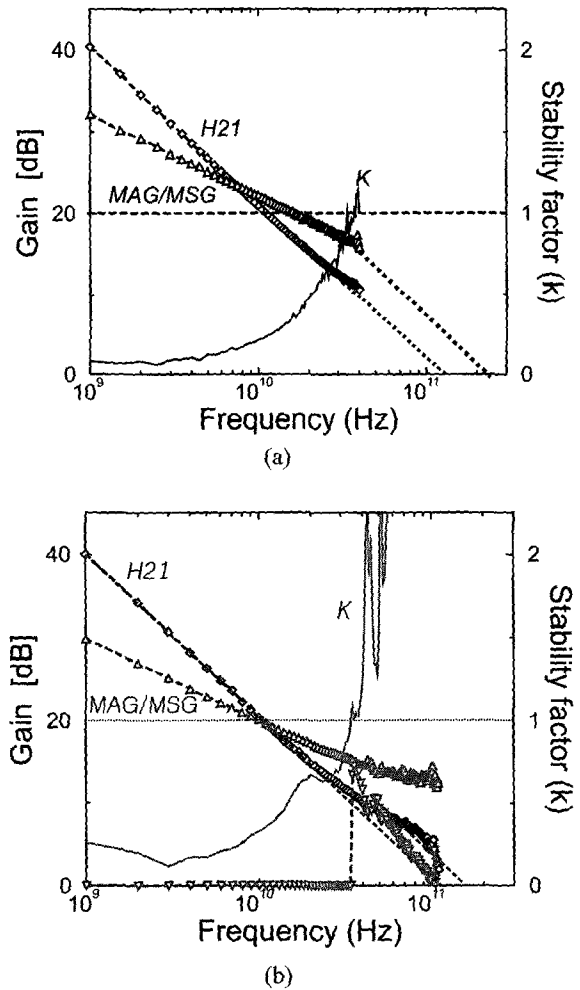 40
20
0
Gain [dB]
H21
MAG/MSG
K
2
1
0
Stability factor (k)
10^9
10^10
10^11
Frequency (Hz)
(a)
40
20
0
Gain [dB]
H21
MAG/MSG
K
2
1
0
Stability factor (k)
10^9
10^10
10^11
Frequency (Hz)
(b)